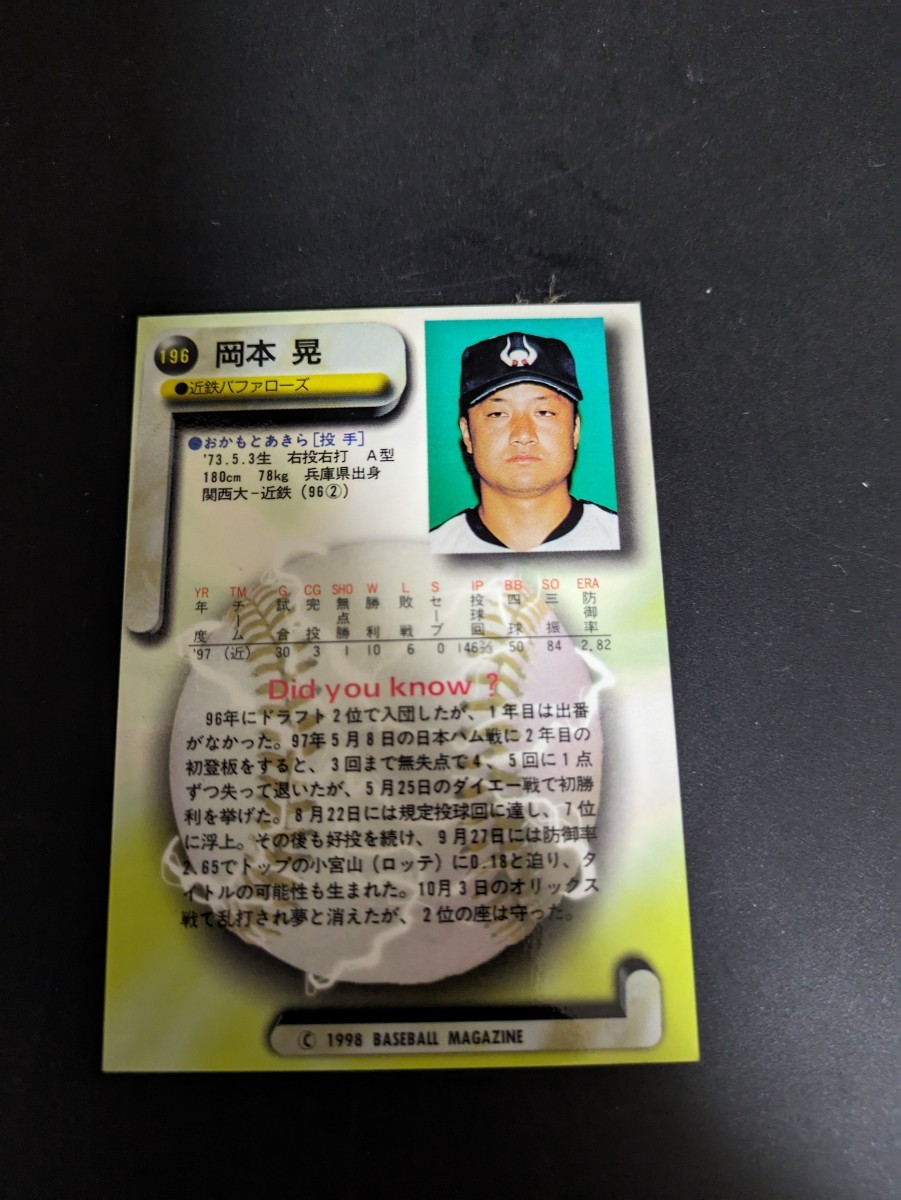 196 岡本 晃
●近鉄バファローズ
●おかもとあきら[投 手]
'73.5.3生 右投右打 A型
180cm 78kg 兵庫県出身
関西大-近鉄 (96②)
YR TM G CG SHO W L S IP BB SO ERA
年度 チーム 試合 完投 無点勝 勝利 敗戦 セーブ 投球回 四球 三振 防御率
'97 (近) 30 3 1 10 6 0 146⅔ 50 84 2.82
Did you know ?
96年にドラフト2位で入団したが、1年目は出番
がなかった。97年5月8日の日本ハム戦に2年目の
初登板をすると、3回まで無失点で4、5回に1点
ずつ失って退いたが、5月25日のダイエー戦で初勝
利を挙げた。8月22日には規定投球回に達し、7位
に浮上。その後も好投を続け、9月27日には防御率
2.65でトップの小宮山(ロッテ)に0.18と迫り、タ
イトルの可能性も生まれた。10月3日のオリックス
戦で乱打され夢と消えたが、2位の座は守った。
© 1998 BASEBALL MAGAZINE